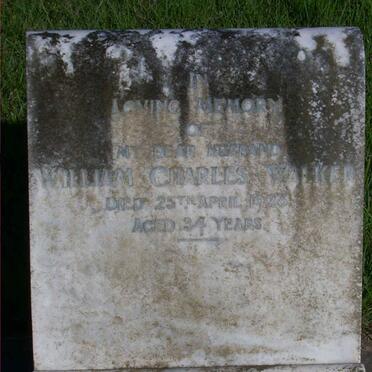 IN
LOVING MEMORY
OF
MY DEAR HUSBAND
WILLIAM CHARLES WALKER
DIED 25TH APRIL
AGED 34 YEARS